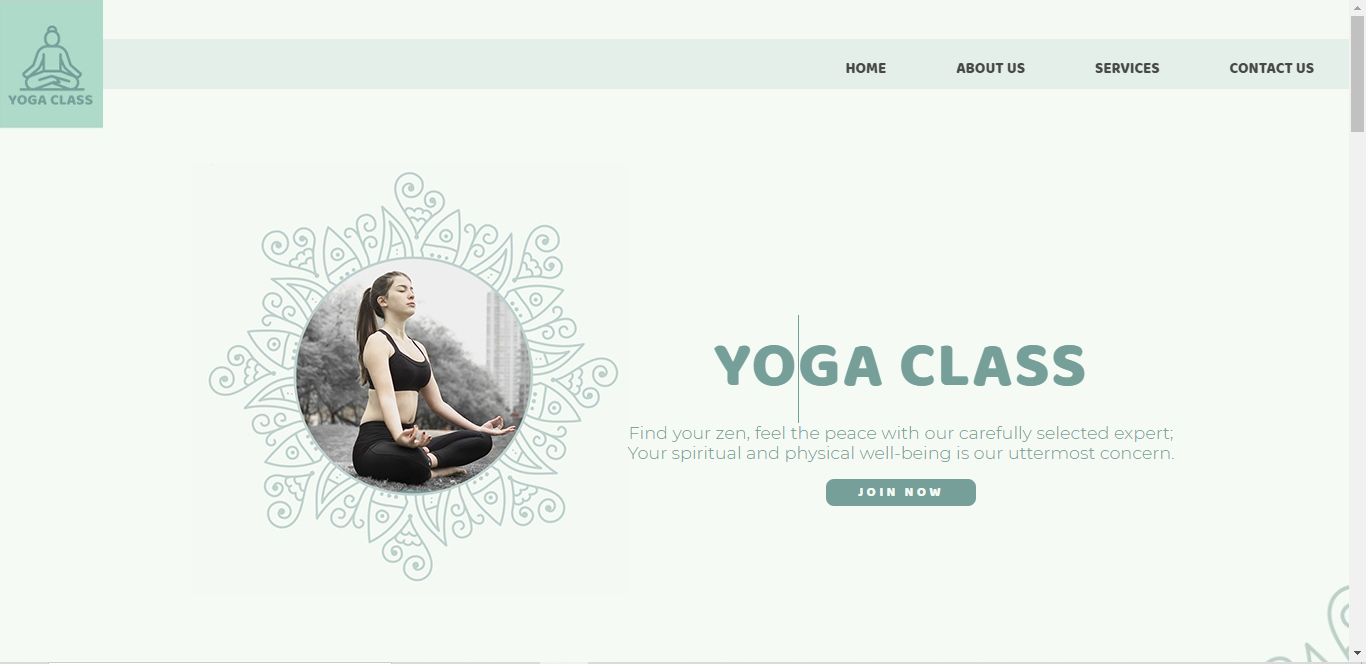 YOGA CLASS
HOME
ABOUT US
SERVICES
CONTACT US
YOGA CLASS
Find your zen, feel the peace with our carefully selected expert;
Your spiritual and physical well-being is our uttermost concern.
JOIN NOW